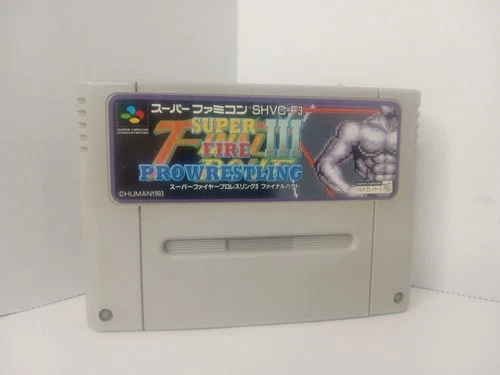 スーパーファミコン SHVC-F3
SUPER
FIRE
PROWRESTLING
III
FINAL
BOUT
スーパーファイヤープロレスリング3 ファイナルバウト
©HUMAN1993